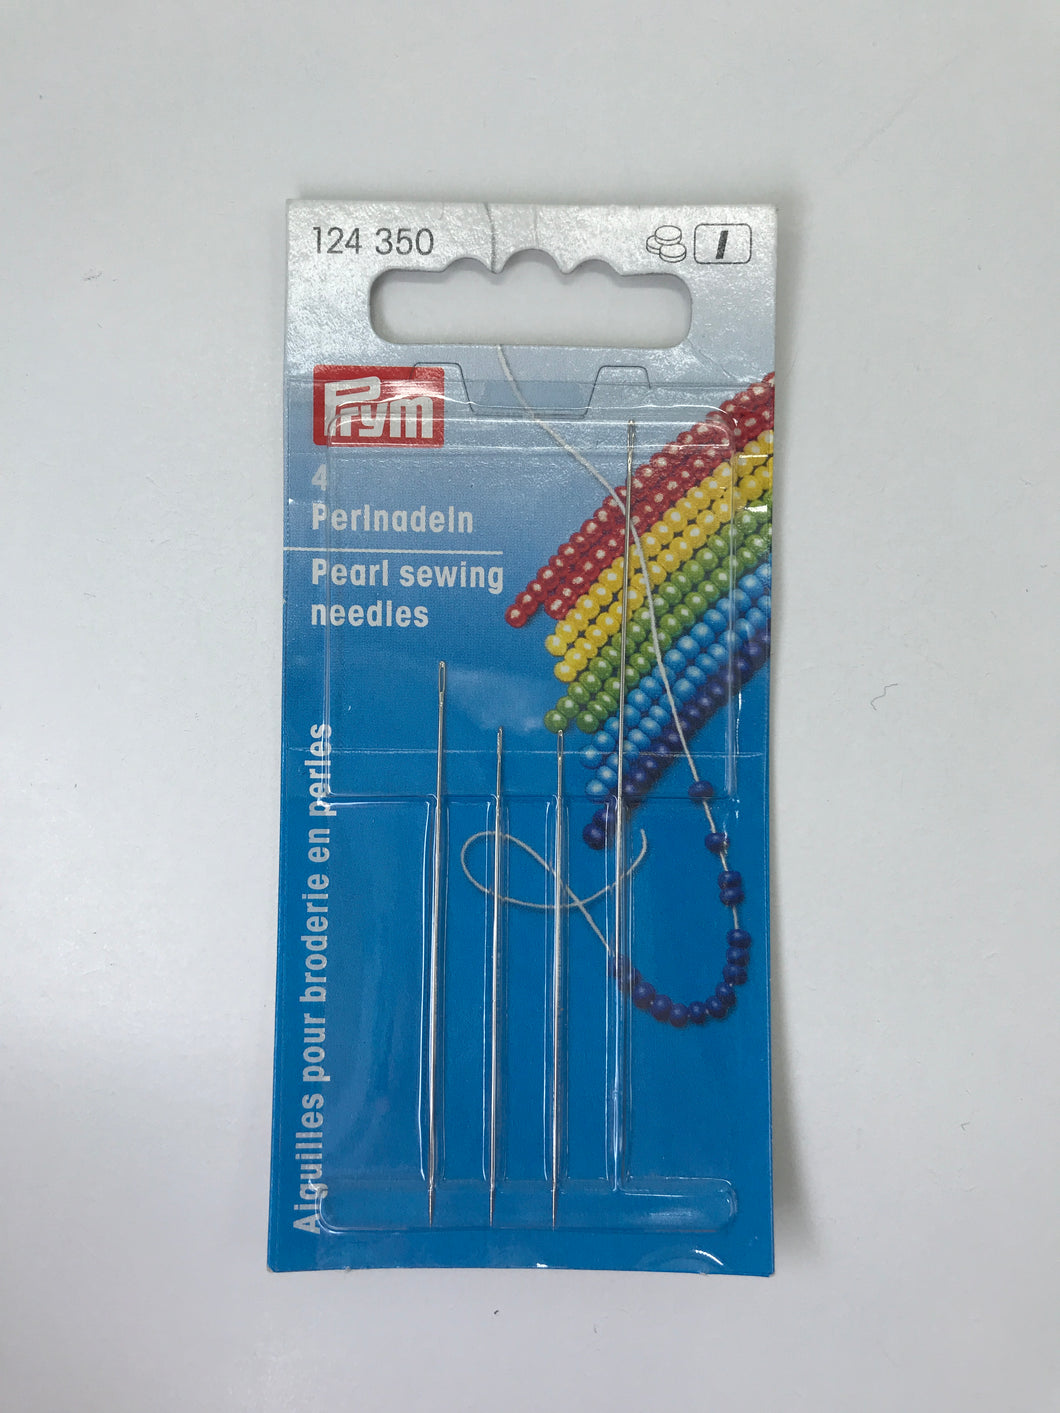 124 350
I
Prym
4
Perlnadeln
Pearl sewing
needles
Aiguilles pour broderie en perles